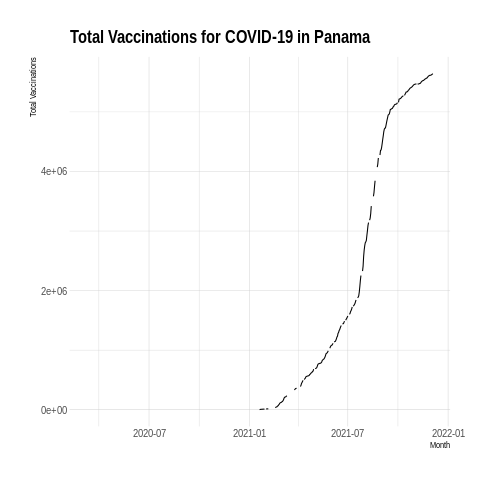 Total Vaccinations for COVID-19 in Panama
Total Vaccinations
4e+06
2e+06
0e+00
2020-07
2021-01
2021-07
2022-01
Month